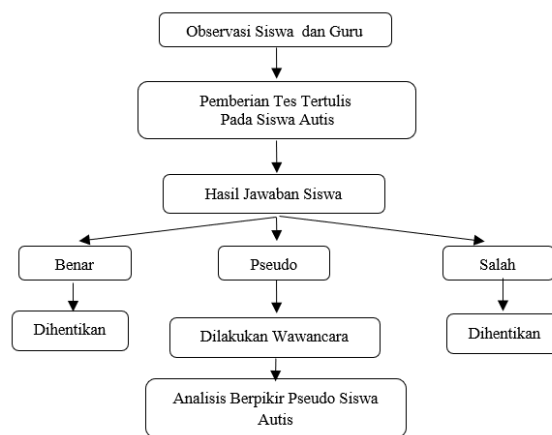 Observasi Siswa dan Guru
Pemberian Tes Tertulis
Pada Siswa Autis
Hasil Jawaban Siswa
Benar
Pseudo
Salah
Dihentikan
Dilakukan Wawancara
Dihentikan
Analisis Berpikir Pseudo Siswa
Autis